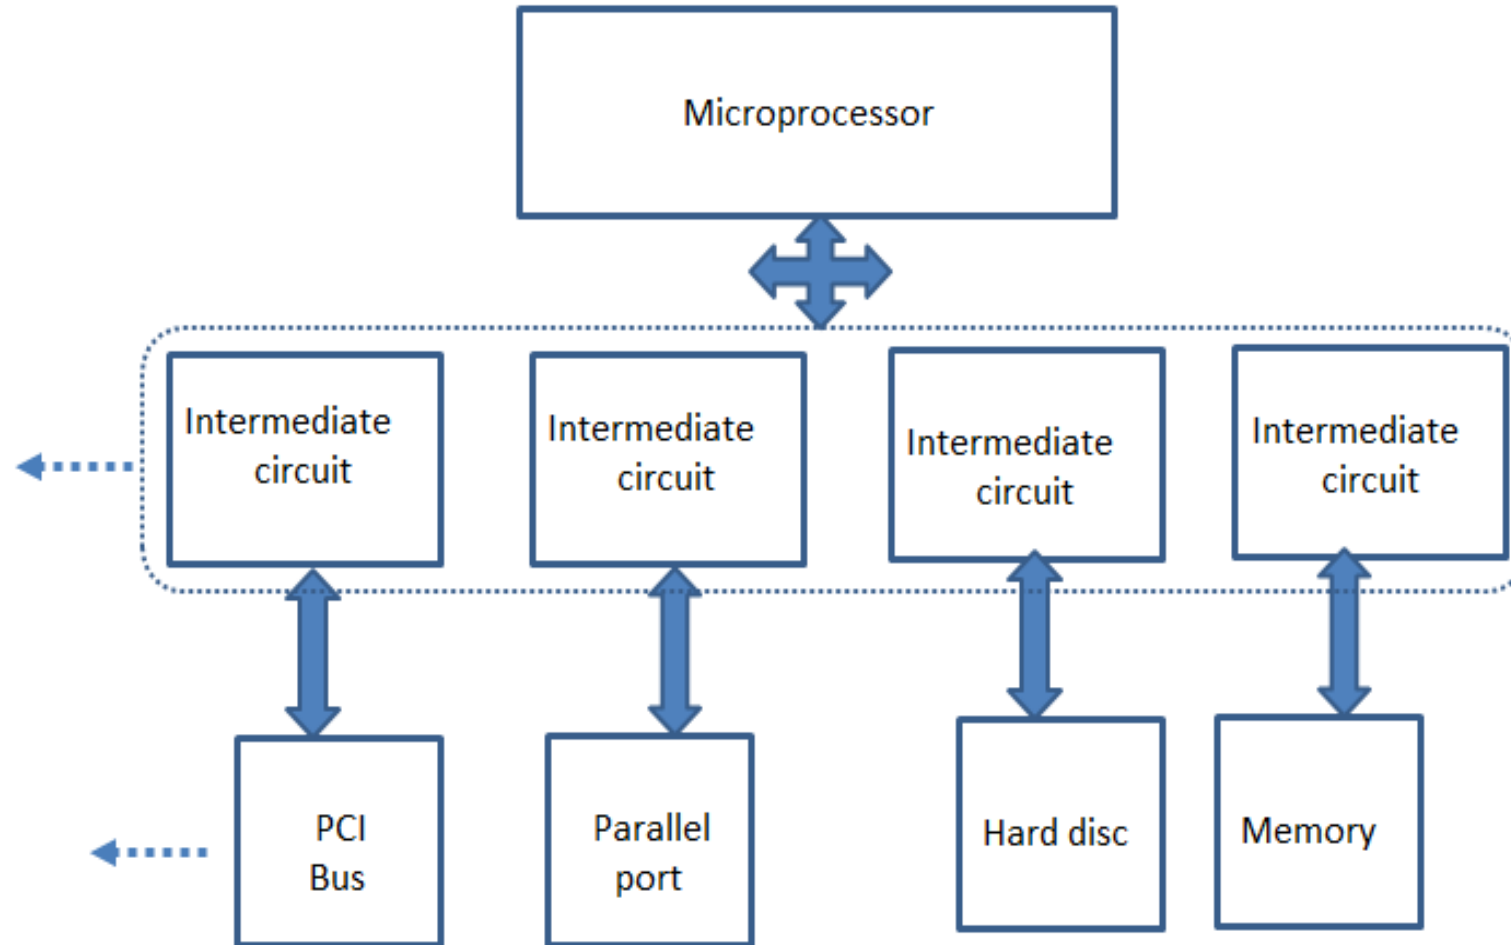 Microprocessor
Intermediate
circuit
Intermediate
circuit
Intermediate
circuit
Intermediate
circuit
PCI
Bus
Parallel
port
Hard disc
Memory